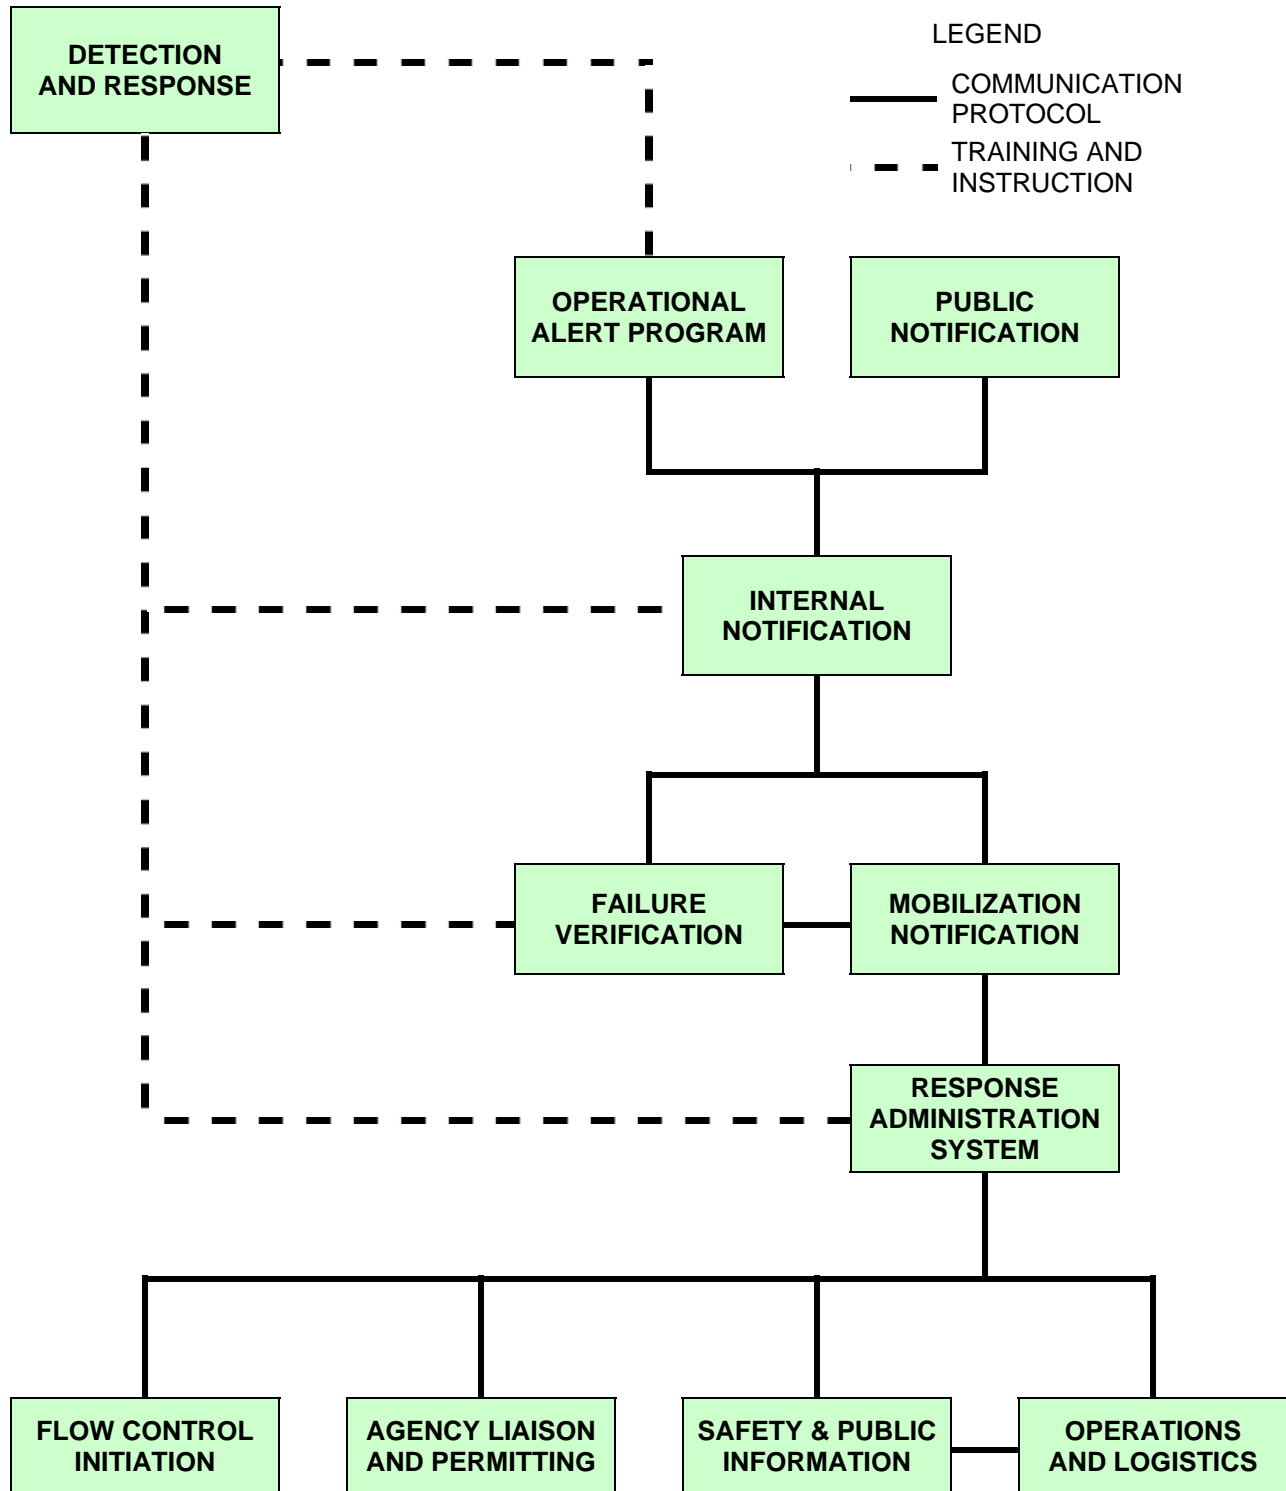 DETECTION
AND RESPONSE
LEGEND
COMMUNICATION
PROTOCOL
TRAINING AND
INSTRUCTION
OPERATIONAL
ALERT PROGRAM
PUBLIC
NOTIFICATION
INTERNAL
NOTIFICATION
FAILURE
VERIFICATION
MOBILIZATION
NOTIFICATION
RESPONSE
ADMINISTRATION
SYSTEM
FLOW CONTROL
INITIATION
AGENCY LIAISON
AND PERMITTING
SAFETY & PUBLIC
INFORMATION
OPERATIONS
AND LOGISTICS